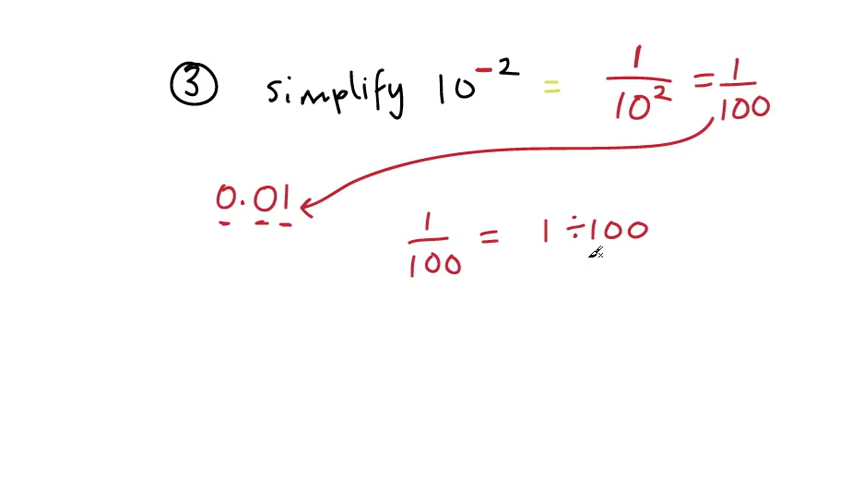 ③ simplify 10⁻² = 1/10² = 1/100
0.01
1/100 = 1 ÷ 100